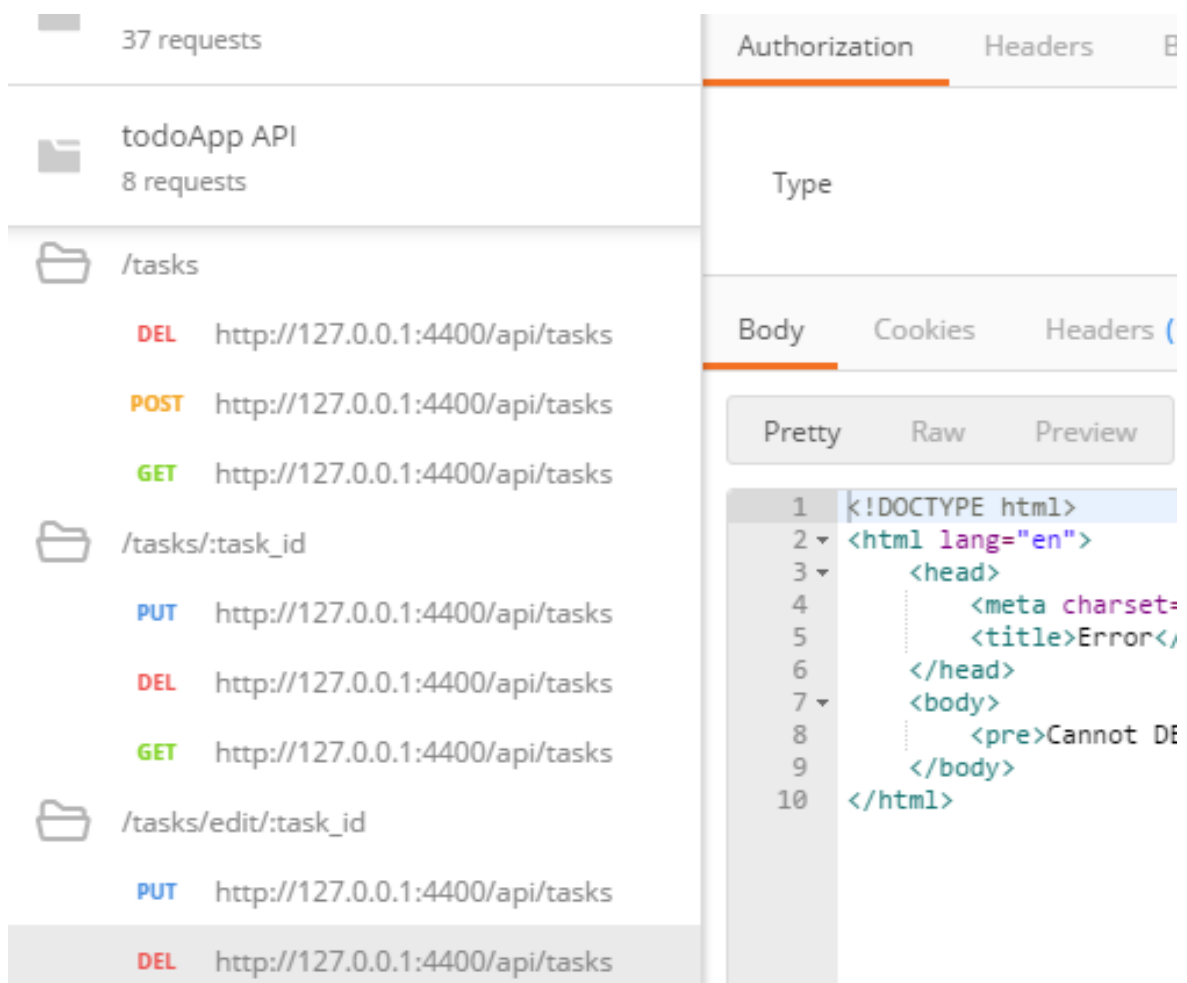 37 requests
todoApp API
8 requests
/tasks
DEL http://127.0.0.1:4400/api/tasks
POST http://127.0.0.1:4400/api/tasks
GET http://127.0.0.1:4400/api/tasks
/tasks/:task_id
PUT http://127.0.0.1:4400/api/tasks
DEL http://127.0.0.1:4400/api/tasks
GET http://127.0.0.1:4400/api/tasks
/tasks/edit/:task_id
PUT http://127.0.0.1:4400/api/tasks
DEL http://127.0.0.1:4400/api/tasks
Authorization Headers B
Type
Body Cookies Headers (
Pretty Raw Preview
1 <!DOCTYPE html>
2 <html lang="en">
3 <head>
4 <meta charset=
5 <title>Error</
6 </head>
7 <body>
8 <pre>Cannot DE
9 </body>
10 </html>